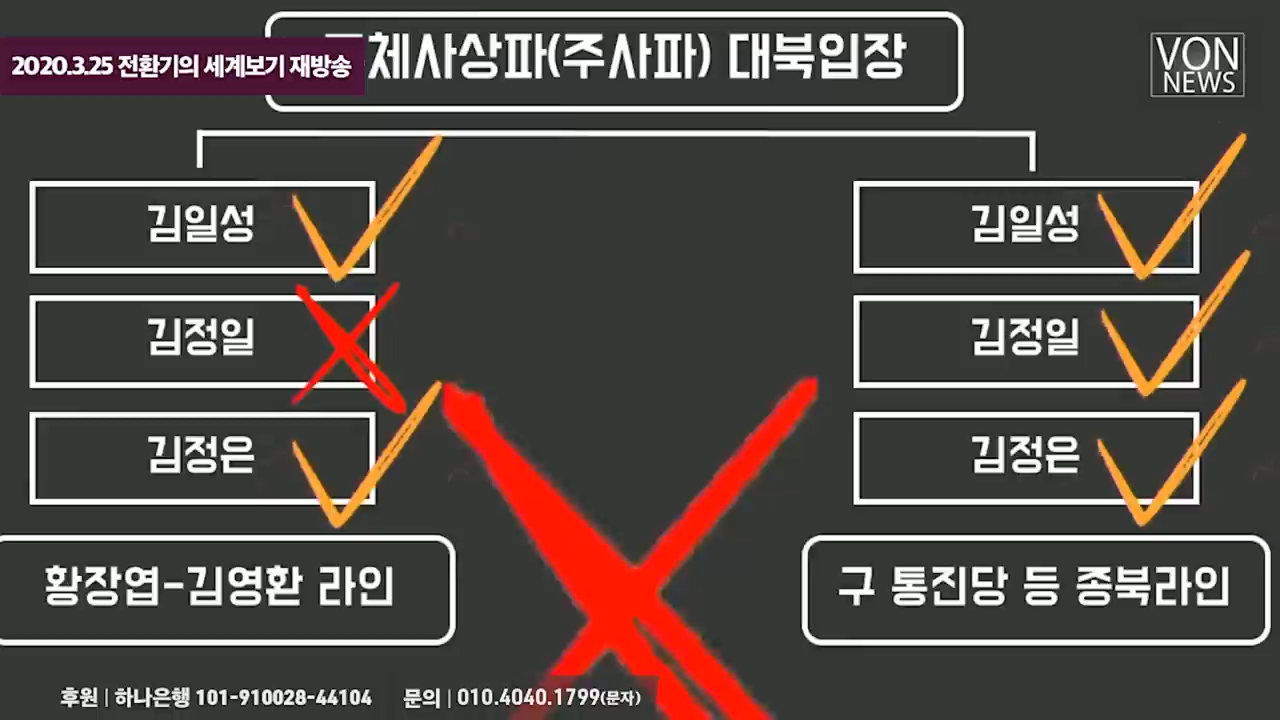 2020.3.25 전환기의 세계보기 재방송
체사상파(주사파) 대북입장
VON
NEWS
김일성
김정일
김정은
황장엽-김영환 라인
김일성
김정일
김정은
구 통진당 등 종북라인
후원 | 하나은행 101-910028-44104 문의 | 010.4040.1799(문자)